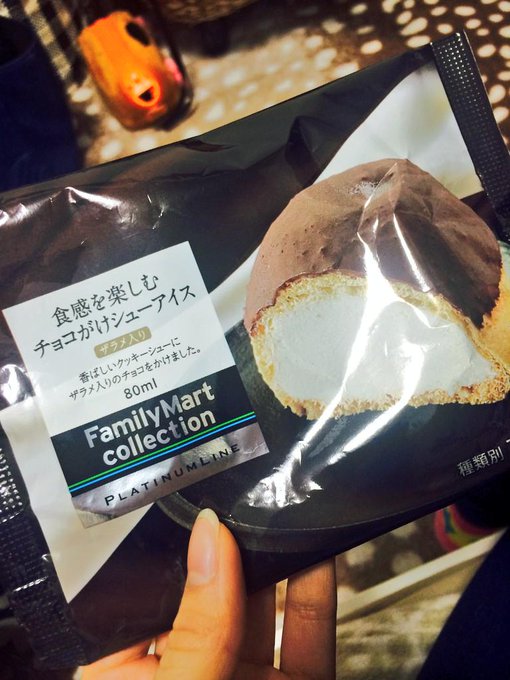 食感を楽しむ
チョコがけシューアイス
ザラメ入り
香ばしいクッキーシューに
ザラメ入りのチョコをかけました。
80ml
FamilyMart
collection
PLATINUMLINE
種類別